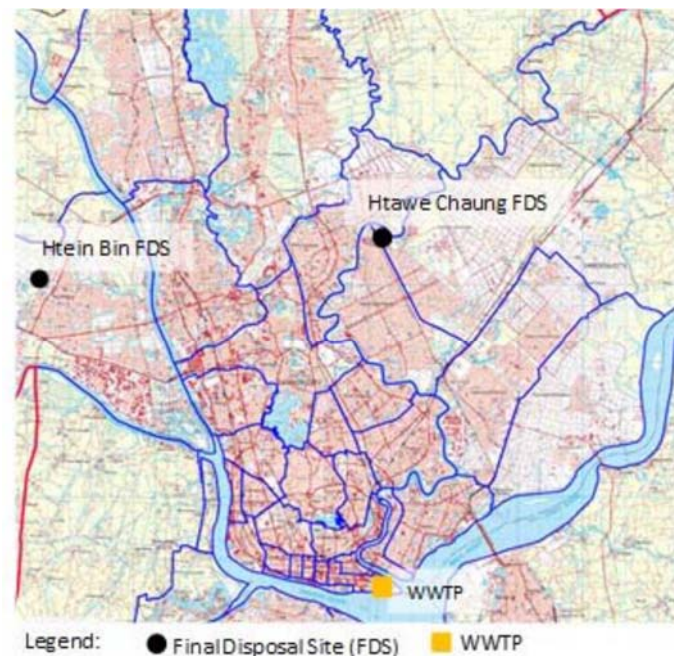 Htawe Chaung FDS
Htein Bin FDS
WWTP
Legend: Final Disposal Site (FDS) WWTP